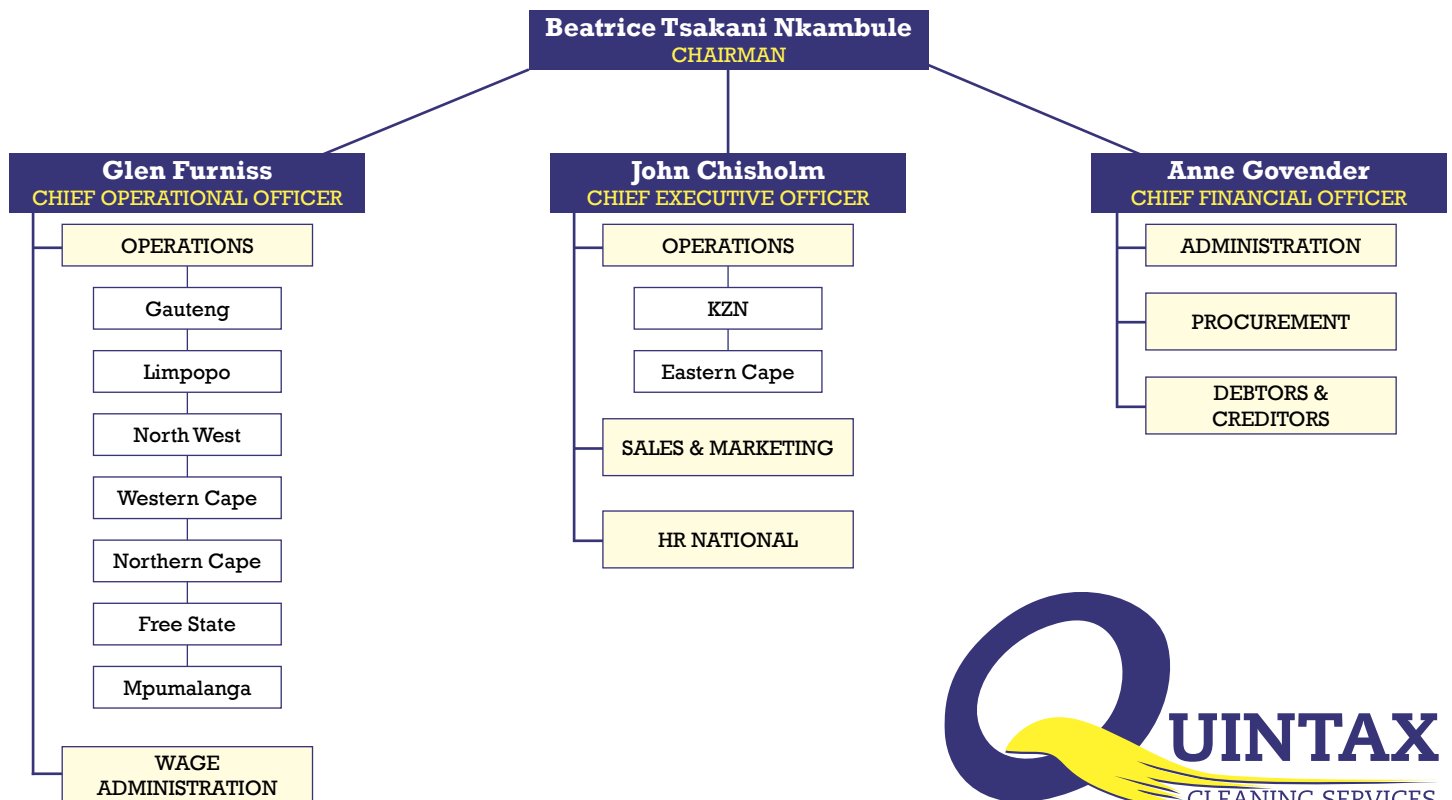 Beatrice Tsakani Nkambule
CHAIRMAN
Glen Furniss
CHIEF OPERATIONAL OFFICER
OPERATIONS
Gauteng
Limpopo
North West
Western Cape
Northern Cape
Free State
Mpumalanga
WAGE
ADMINISTRATION
John Chisholm
CHIEF EXECUTIVE OFFICER
OPERATIONS
KZN
Eastern Cape
SALES & MARKETING
HR NATIONAL
Anne Govender
CHIEF FINANCIAL OFFICER
ADMINISTRATION
PROCUREMENT
DEBTORS &
CREDITORS
QUINTAX
CLEANING SERVICES